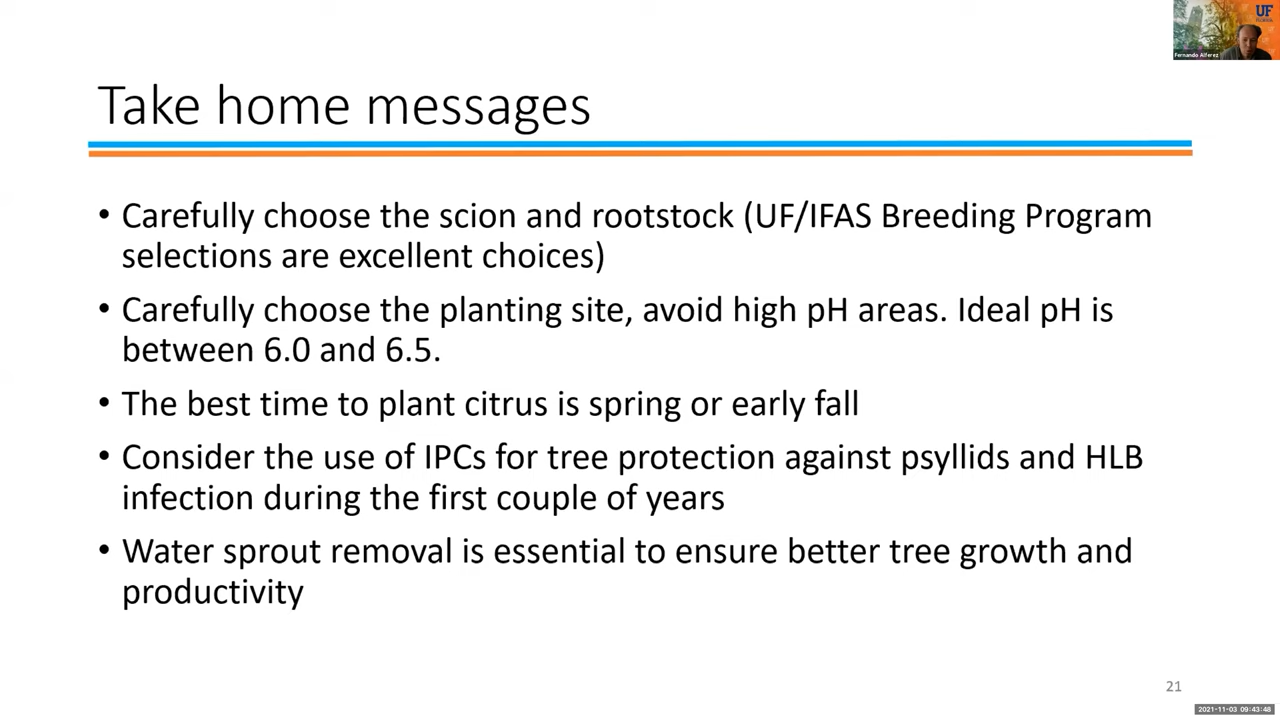 UF
FLORIDA
Fernando Alferez
Take home messages
• Carefully choose the scion and rootstock (UF/IFAS Breeding Program
selections are excellent choices)
• Carefully choose the planting site, avoid high pH areas. Ideal pH is
between 6.0 and 6.5.
• The best time to plant citrus is spring or early fall
• Consider the use of IPCs for tree protection against psyllids and HLB
infection during the first couple of years
• Water sprout removal is essential to ensure better tree growth and
productivity
21
2021-11-03 09:43:48